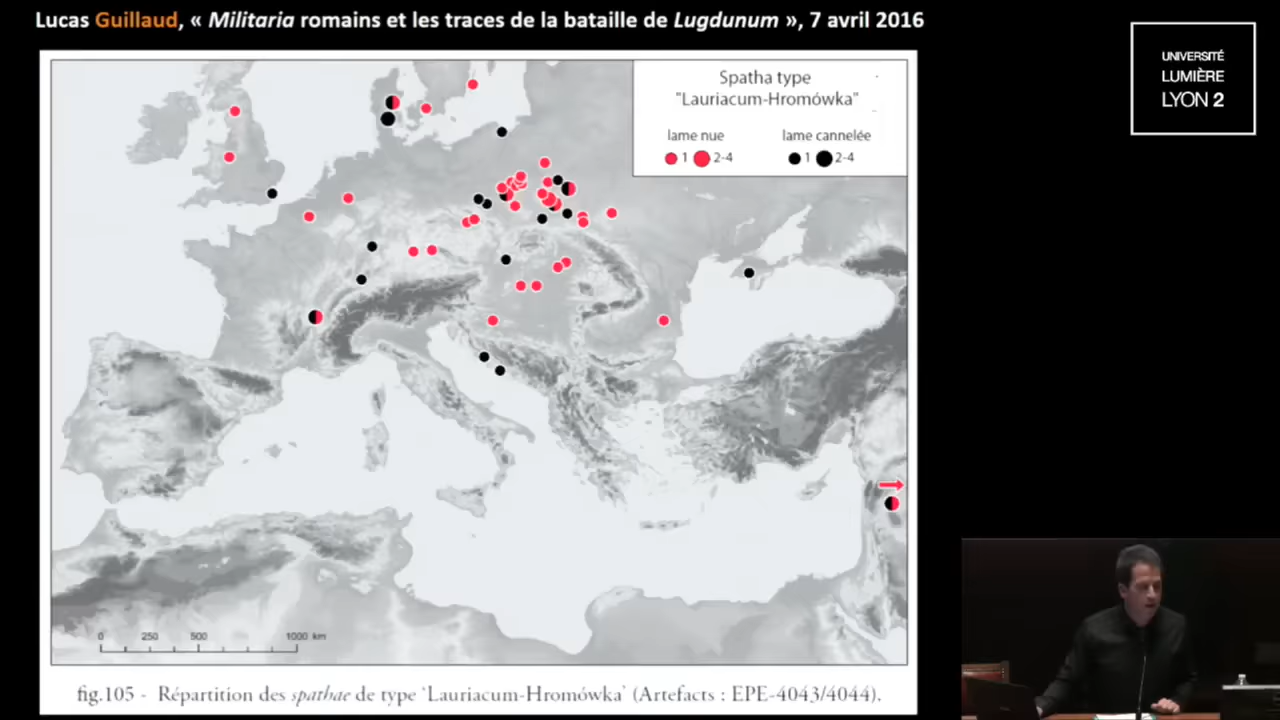 Lucas Guillaud, « Militaria romains et les traces de la bataille de Lugdunum », 7 avril 2016
UNIVERSITÉ
LUMIÈRE
LYON 2
Spatha type
"Lauriacum-Hromówka"
lame nue lame cannelée
1 2-4 1 2-4
0 250 500 1000 km
fig.105 - Répartition des spathae de type ‘Lauriacum-Hromówka’ (Artefacts : EPE-4043/4044).